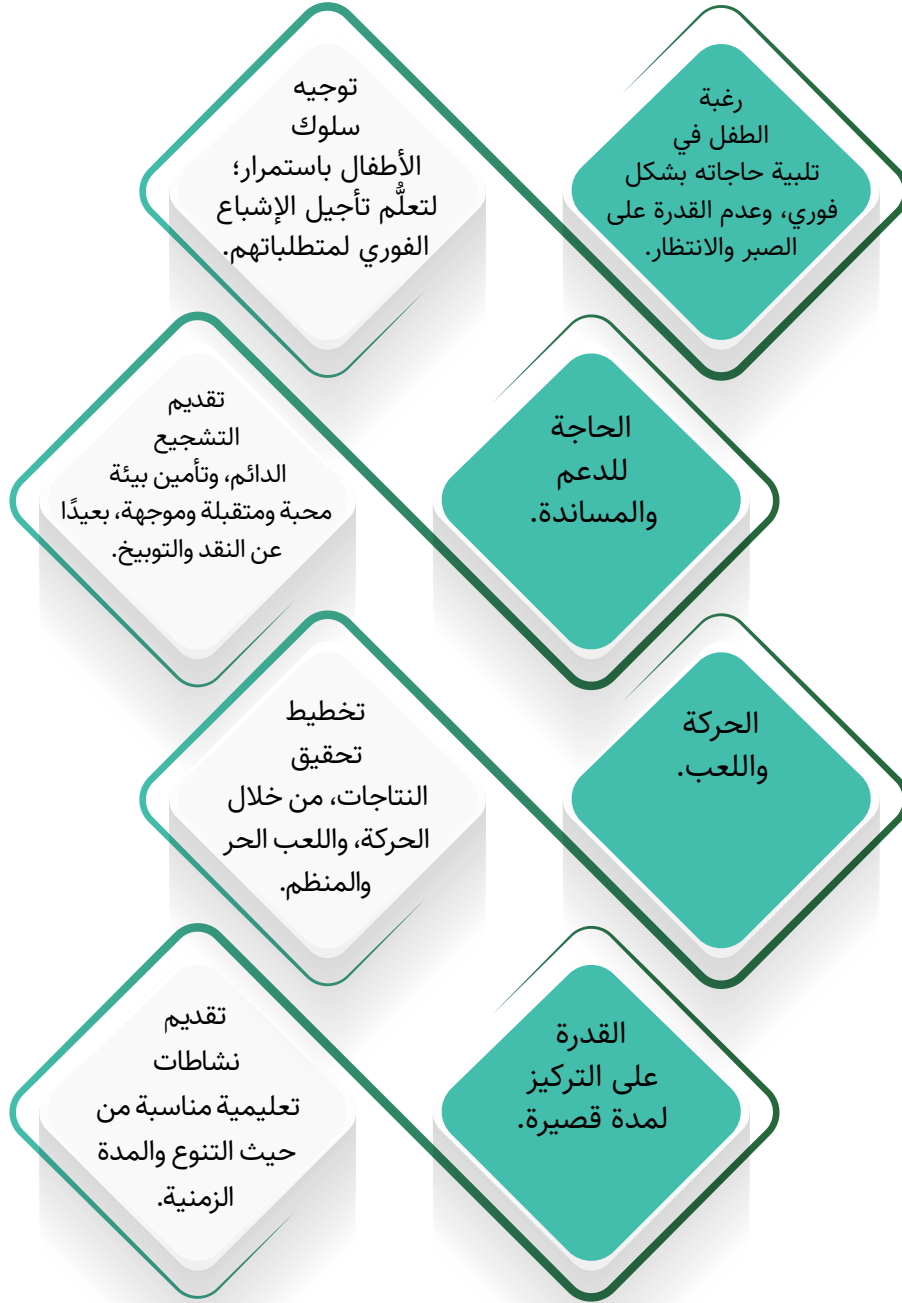 رغبة
الطفل في
تلبية حاجاته بشكل
فوري، وعدم القدرة على
الصبر والانتظار.
توجيه
سلوك
الأطفال باستمرار؛
لتعلُّم تأجيل الإشباع
الفوري لمتطلباتهم.
الحاجة
للدعم
والمساندة.
تقديم
التشجيع
الدائم، وتأمين بيئة
محبة ومتقبلة وموجهة، بعيدًا
عن النقد والتوبيخ.
الحركة
واللعب.
تخطيط
تحقيق
النتاجات، من خلال
الحركة، واللعب الحر
والمنظم.
القدرة
على التركيز
لمدة قصيرة.
تقديم
نشاطات
تعليمية مناسبة من
حيث التنوع والمدة
الزمنية.